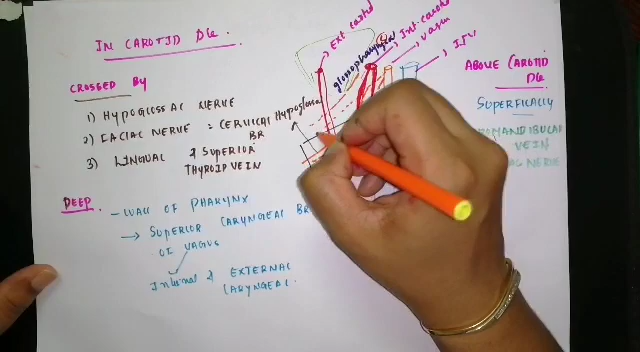 IN CAROTID Δle.
CROSSED By
1) HYPOGLOSSAL NERVE
2) FACIAL NERVE = CERVICAL BR
3) LINGUAL & SUPERIOR THYROID VEIN
DEEP.
- WALL OF PHARYNX
→ SUPERIOR LARYNGEAL BR
OF VAGUS
Internal & EXTERNAL
LARYNGEAL.
Ext. carotid
glossopharyngeal
Int. carotid
vagus
I.J.V
Hypoglossal
ABOVE CAROTID
Δle
SUPERFICIALLY
VEIN
NERVE